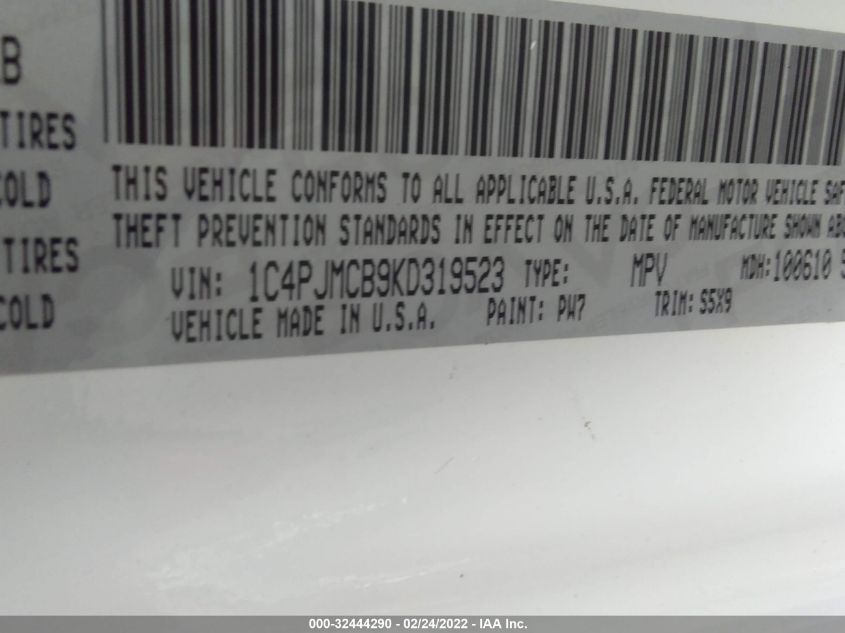 B
TIRES
COLD
TIRES
COLD
THIS VEHICLE CONFORMS TO ALL APPLICABLE U.S.A. FEDERAL MOTOR VEHICLE SAF
THEFT PREVENTION STANDARDS IN EFFECT ON THE DATE OF MANUFACTURE SHOWN ABO
VIN: 1C4PJMCB9KD319523 TYPE: MPV MDH: 100610
VEHICLE MADE IN U.S.A. PAINT: PW7 TRIM: S5X9
000-32444290 - 02/24/2022 - IAA Inc.